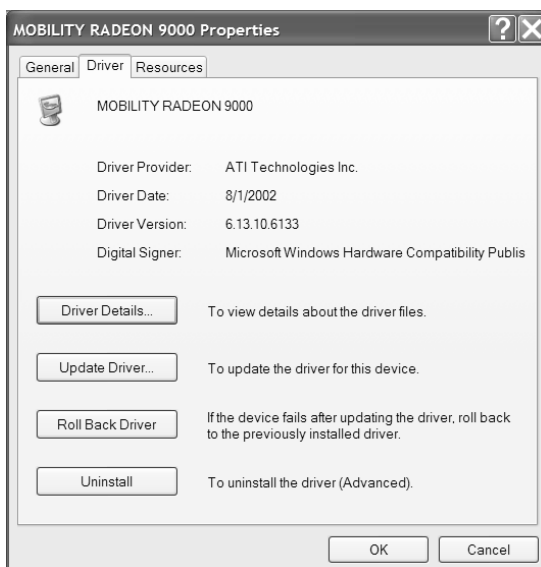 MOBILITY RADEON 9000 Properties
General Driver Resources
MOBILITY RADEON 9000
Driver Provider: ATI Technologies Inc.
Driver Date: 8/1/2002
Driver Version: 6.13.10.6133
Digital Signer: Microsoft Windows Hardware Compatibility Publis
Driver Details... To view details about the driver files.
Update Driver... To update the driver for this device.
Roll Back Driver If the device fails after updating the driver, roll back
to the previously installed driver.
Uninstall To uninstall the driver (Advanced).
OK Cancel